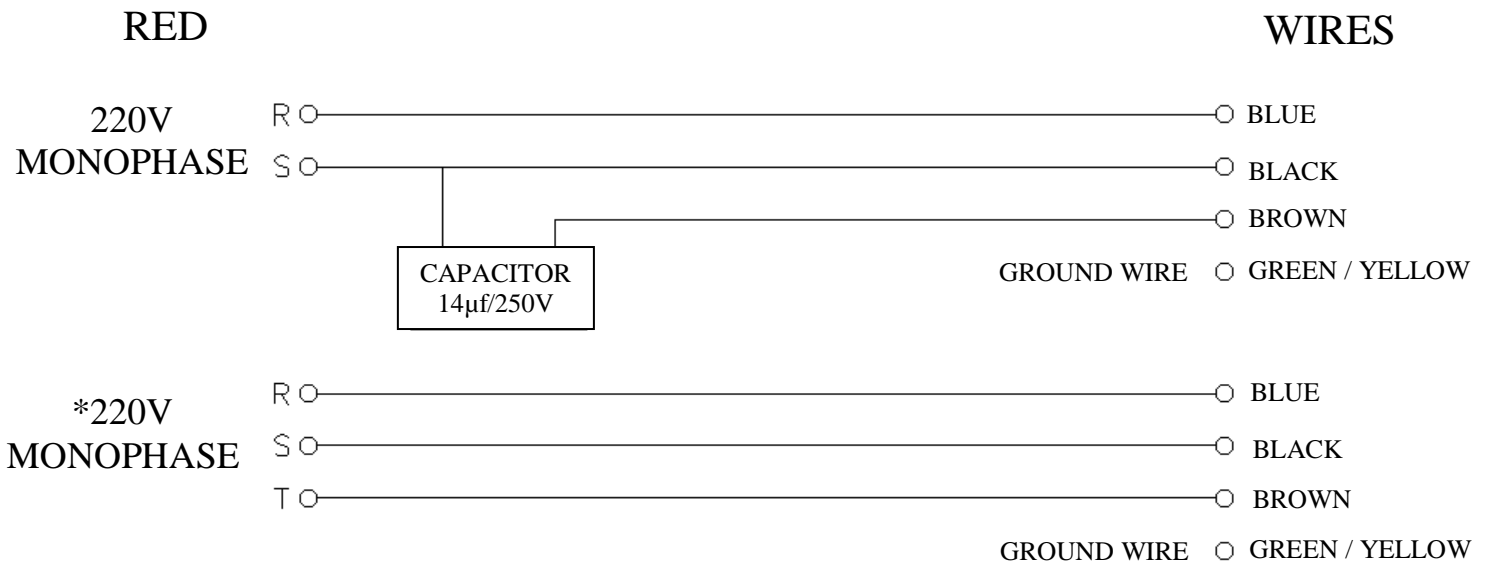 RED
WIRES
220V
MONOPHASE
R
BLUE
S
BLACK
BROWN
CAPACITOR
14µf/250V
GROUND WIRE
GREEN / YELLOW
*220V
MONOPHASE
R
BLUE
S
BLACK
T
BROWN
GROUND WIRE
GREEN / YELLOW